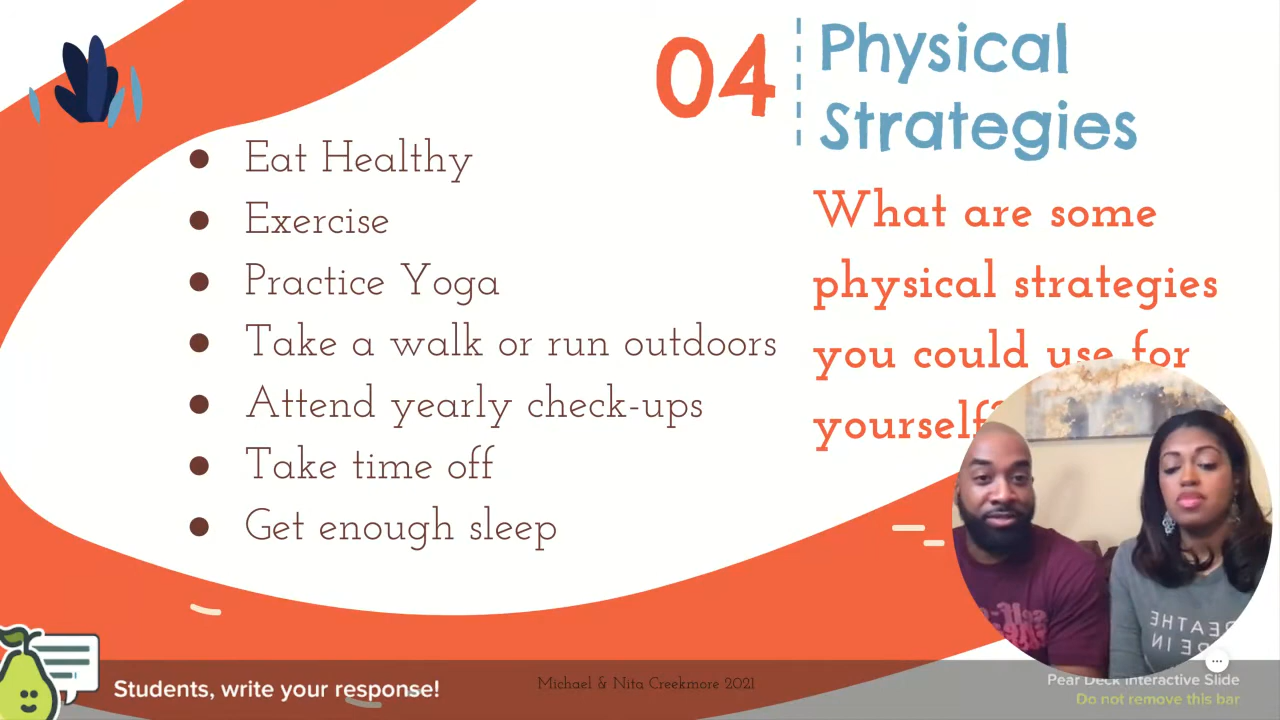 04
Physical
Strategies
Eat Healthy
Exercise
Practice Yoga
Take a walk or run outdoors
Attend yearly check-ups
Take time off
Get enough sleep
What are some
physical strategies
you could use for
yourself?
BREATHE
IN
Students, write your response!
Michael & Nita Creekmore 2021
Pear Deck Interactive Slide
Do not remove this bar